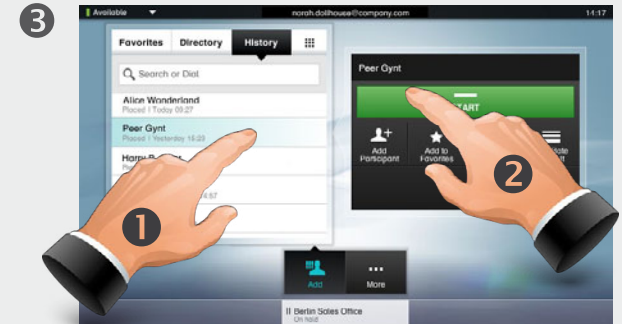 3
Available
norah.dollhouse@company.com
14:17
Favorites Directory History
Search or Dial
Alice Wonderland
Placed | Today 09:27
Peer Gynt
Placed | Yesterday 16:23
Peer Gynt
START
Add Participant
Add to Favorites
1
2
Add
More
Berlin Sales Office
On hold